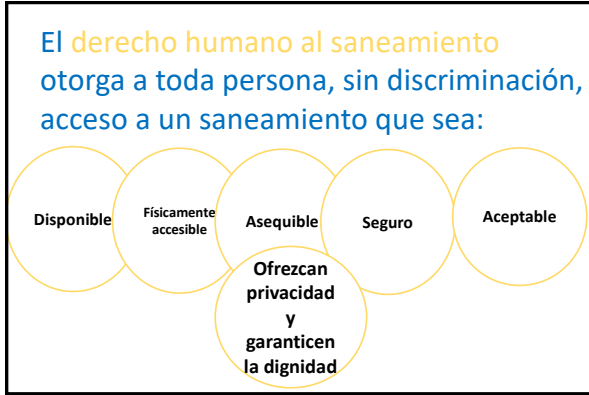 El derecho humano al saneamiento
otorga a toda persona, sin discriminación,
acceso a un saneamiento que sea:
Disponible
Físicamente
accesible
Asequible
Seguro
Aceptable
Ofrezcan
privacidad
y
garanticen
la dignidad